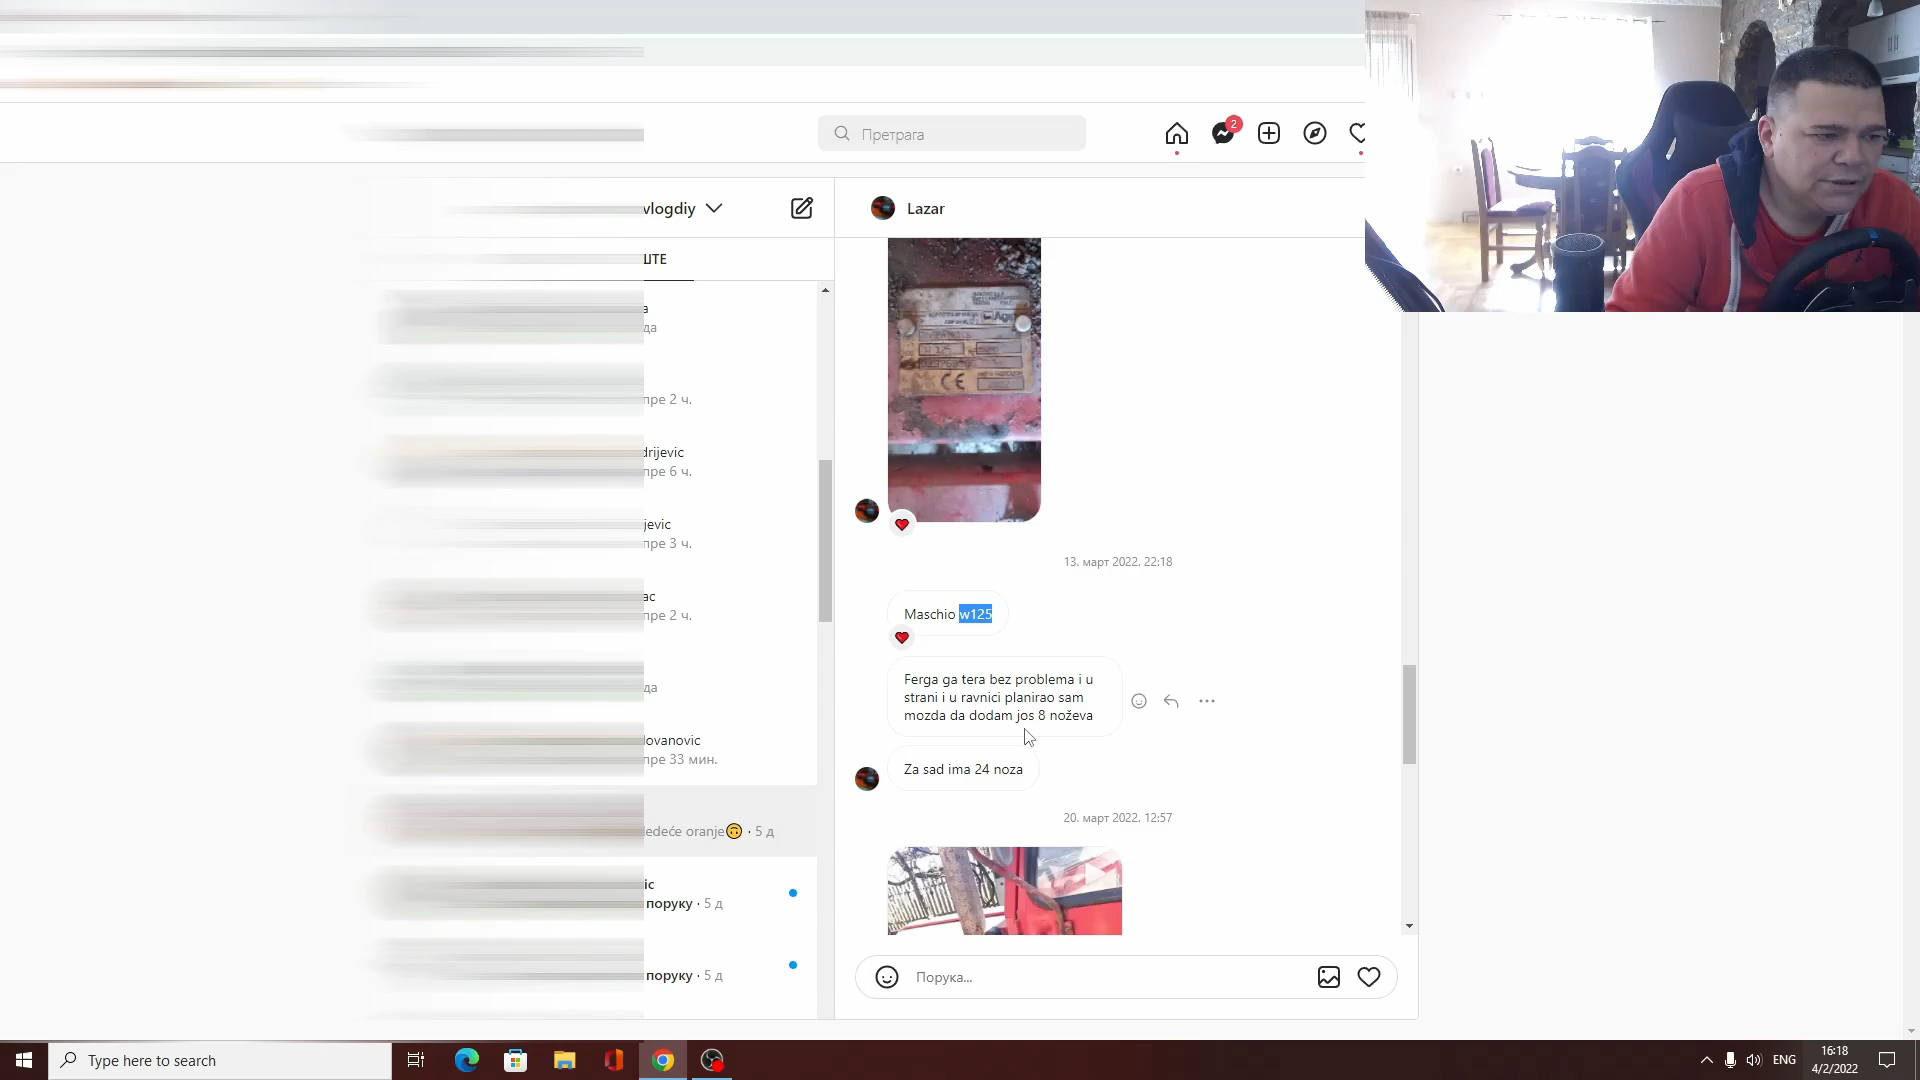 Претрага
2
vlogdiy
Lazar
ШТЕ
а
да
пре 2 ч.
drijevic
пре 6 ч.
jevic
пре 3 ч.
ac
пре 2 ч.
да
lovanovic
пре 33 мин.
edeće oranje🙃 · 5 д
ic
поруку · 5 д
поруку · 5 д
CE
13. март 2022. 22:18
Maschio w125
Ferga ga tera bez problema i u
strani i u ravnici planirao sam
mozda da dodam jos 8 noževa
Za sad ima 24 noza
20. март 2022. 12:57
Порука...
Type here to search
ENG
16:18
4/2/2022